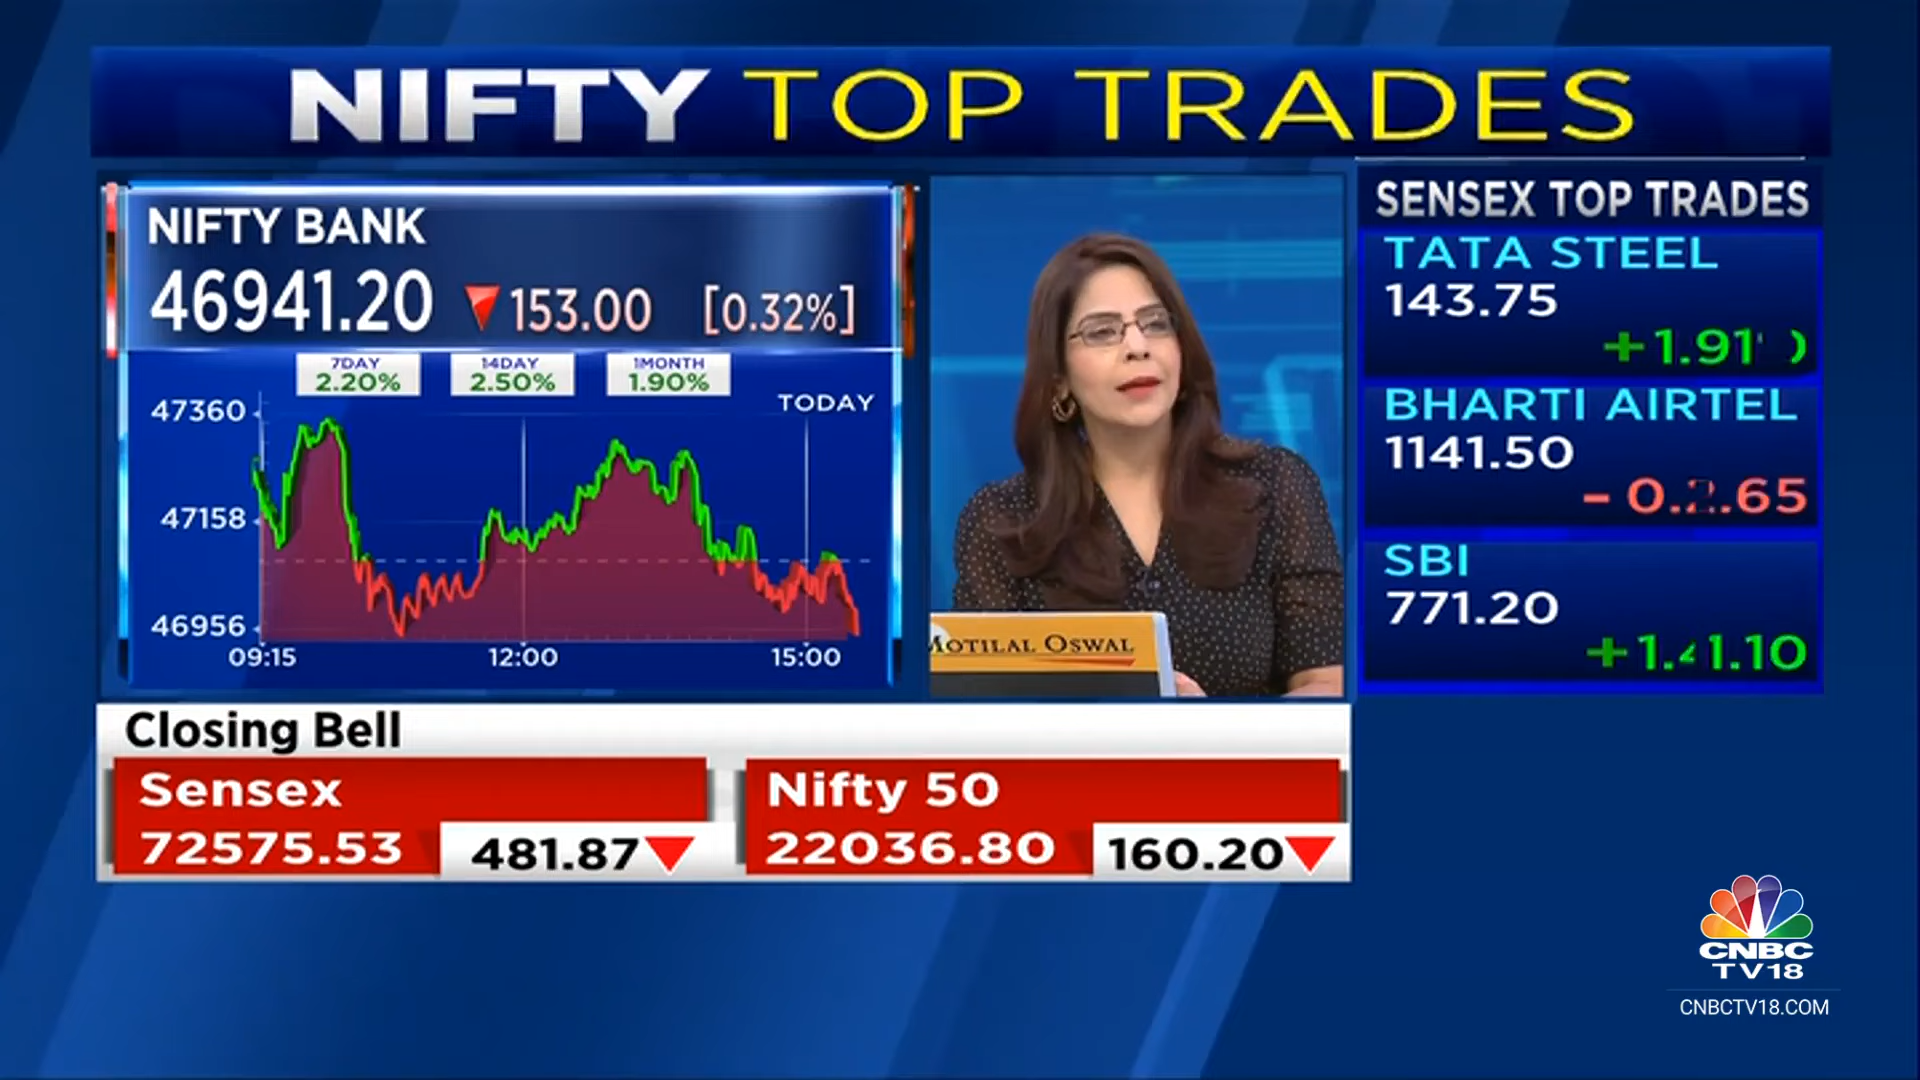 NIFTY TOP TRADES
NIFTY BANK
46941.20 ▼153.00 [0.32%]
7DAY
2.20%
14DAY
2.50%
1MONTH
1.90%
TODAY
47360
47158
46956
09:15 12:00 15:00
MOTILAL OSWAL
SENSEX TOP TRADES
TATA STEEL
143.75
BHARTI AIRTEL
1141.50
SBI
771.20
Closing Bell
Sensex
72575.53 481.87▼
Nifty 50
22036.80 160.20▼
CNBC
TV18
CNBCTV18.COM